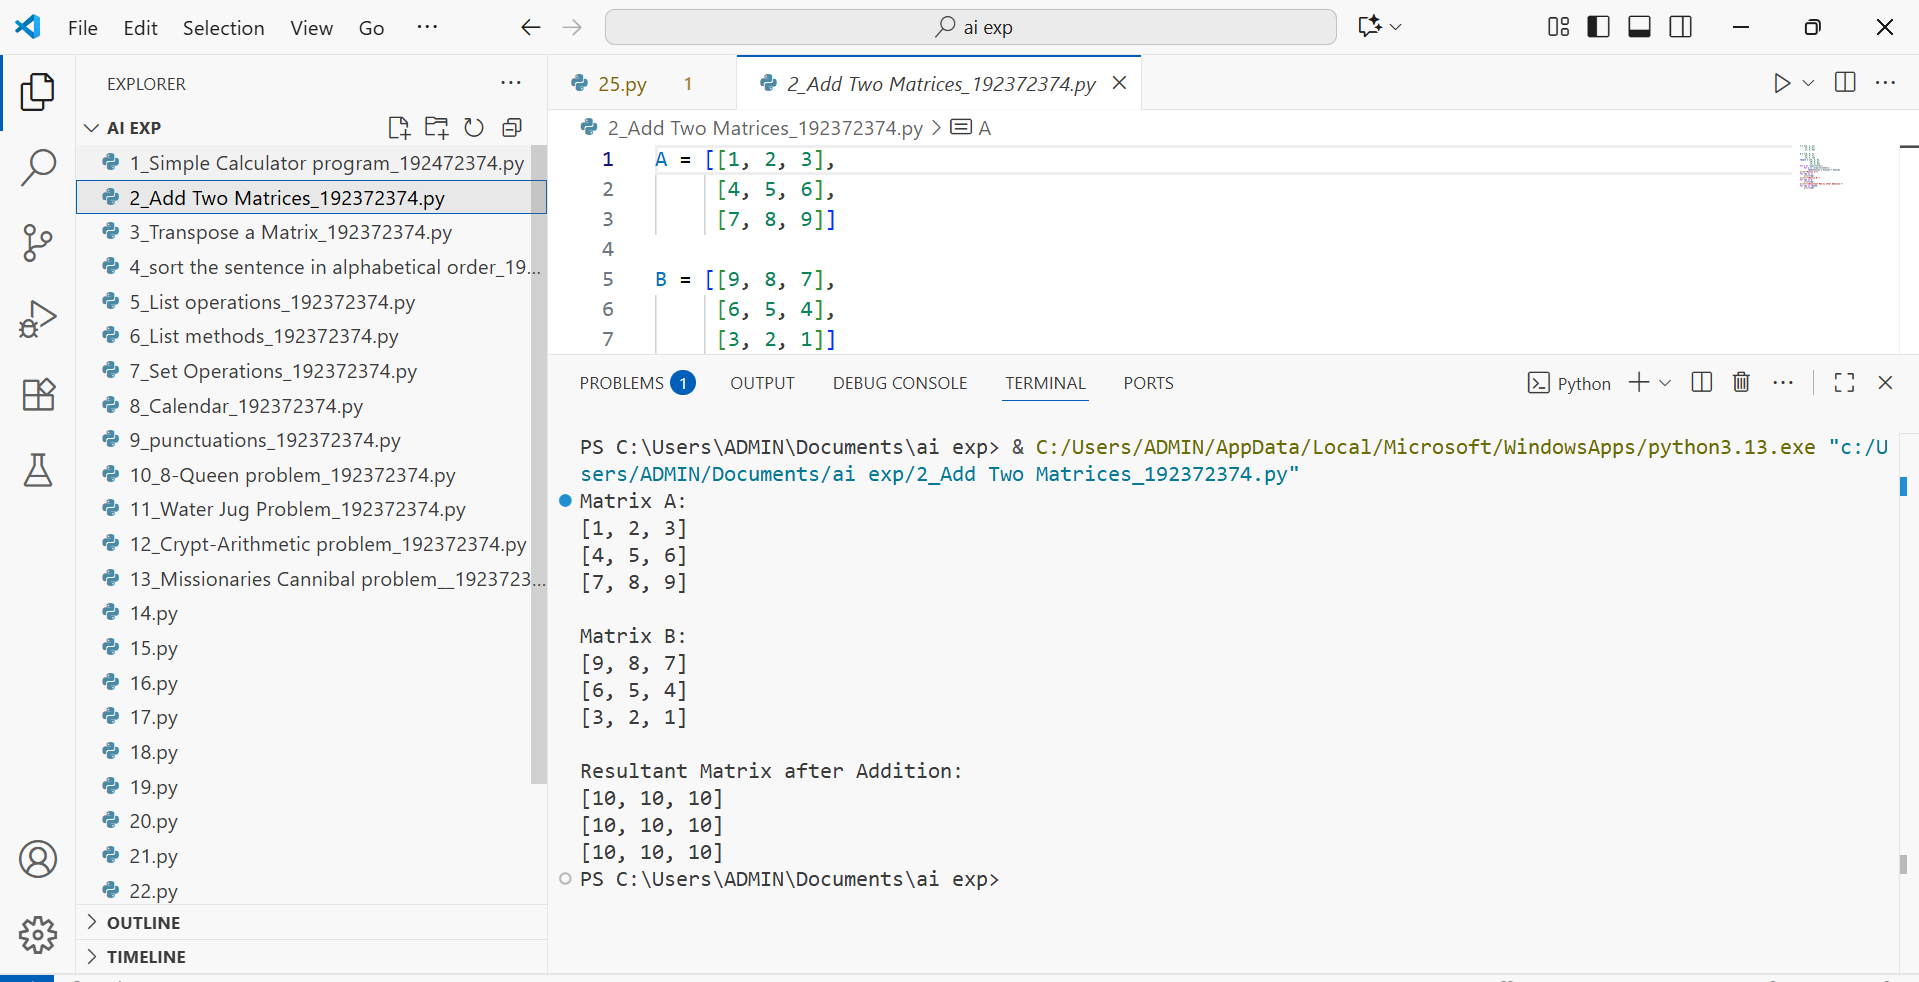 File Edit Selection View Go ···
ai exp
EXPLORER
AI EXP
1_Simple Calculator program_192472374.py
2_Add Two Matrices_192372374.py
3_Transpose a Matrix_192372374.py
4_sort the sentence in alphabetical order_19...
5_List operations_192372374.py
6_List methods_192372374.py
7_Set Operations_192372374.py
8_Calendar_192372374.py
9_punctuations_192372374.py
10_8-Queen problem_192372374.py
11_Water Jug Problem_192372374.py
12_Crypt-Arithmetic problem_192372374.py
13_Missionaries Cannibal problem__1923723...
14.py
15.py
16.py
17.py
18.py
19.py
20.py
21.py
22.py
OUTLINE
TIMELINE
25.py 1
2_Add Two Matrices_192372374.py
2_Add Two Matrices_192372374.py > A
1 A = [[1, 2, 3],
2 [4, 5, 6],
3 [7, 8, 9]]
4
5 B = [[9, 8, 7],
6 [6, 5, 4],
7 [3, 2, 1]]
PROBLEMS 1 OUTPUT DEBUG CONSOLE TERMINAL PORTS
Python
PS C:\Users\ADMIN\Documents\ai exp> & C:/Users/ADMIN/AppData/Local/Microsoft/WindowsApps/python3.13.exe "c:/U
sers/ADMIN/Documents/ai exp/2_Add Two Matrices_192372374.py"
Matrix A:
[1, 2, 3]
[4, 5, 6]
[7, 8, 9]
Matrix B:
[9, 8, 7]
[6, 5, 4]
[3, 2, 1]
Resultant Matrix after Addition:
[10, 10, 10]
[10, 10, 10]
[10, 10, 10]
PS C:\Users\ADMIN\Documents\ai exp>